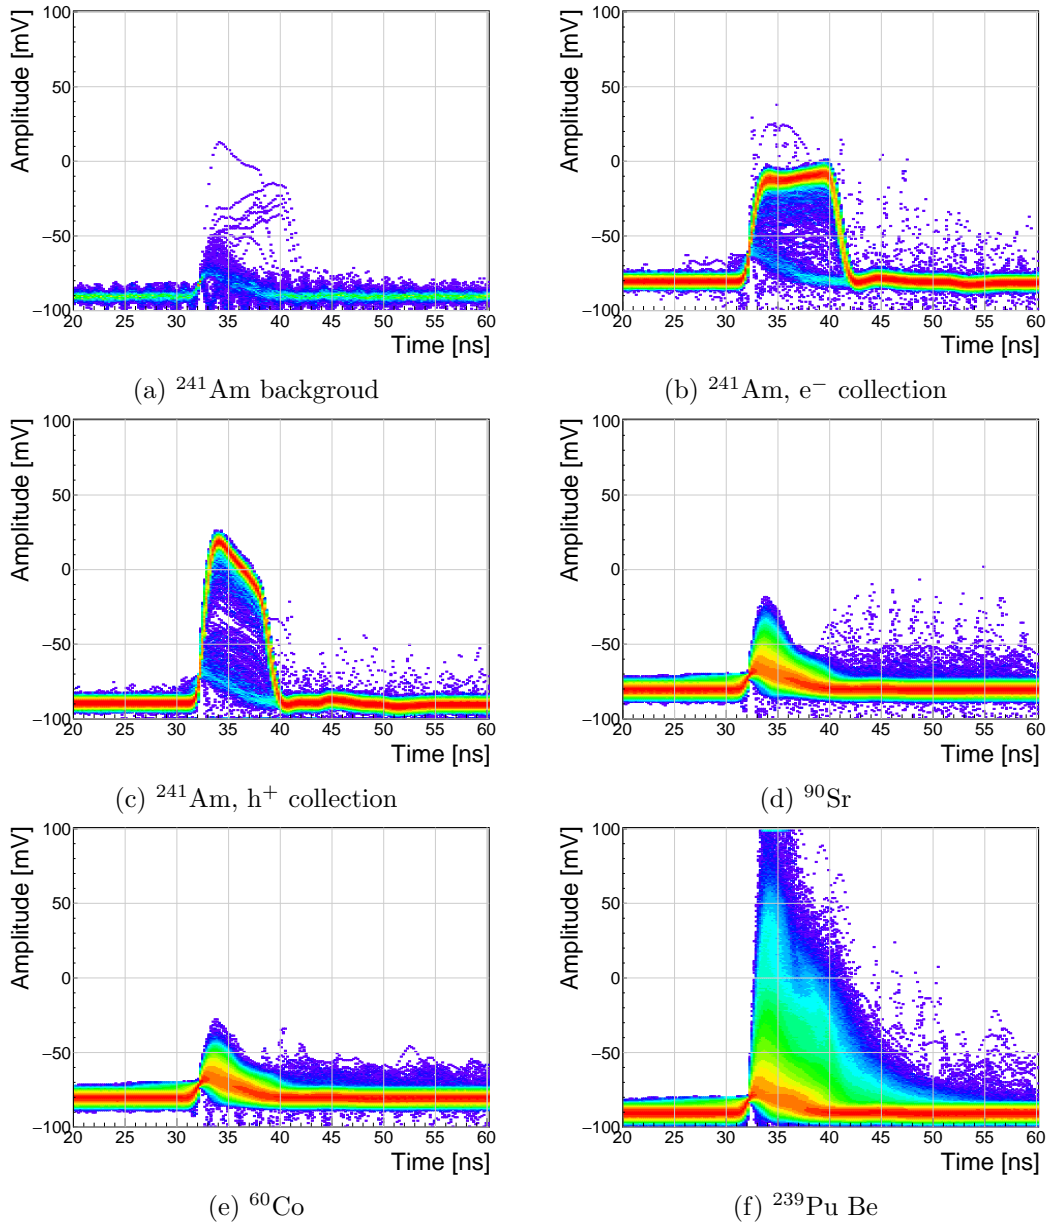 Amplitude [mV]
100
50
0
−50
−100
20 25 30 35 40 45 50 55 60
Time [ns]
(a) ²⁴¹Am backgroud
Amplitude [mV]
100
50
0
−50
−100
20 25 30 35 40 45 50 55 60
Time [ns]
(b) ²⁴¹Am, e⁻ collection
Amplitude [mV]
100
50
0
−50
−100
20 25 30 35 40 45 50 55 60
Time [ns]
(c) ²⁴¹Am, h⁺ collection
Amplitude [mV]
100
50
0
−50
−100
20 25 30 35 40 45 50 55 60
Time [ns]
(d) ⁹⁰Sr
Amplitude [mV]
100
50
0
−50
−100
20 25 30 35 40 45 50 55 60
Time [ns]
(e) ⁶⁰Co
Amplitude [mV]
100
50
0
−50
−100
20 25 30 35 40 45 50 55 60
Time [ns]
(f) ²³⁹Pu Be